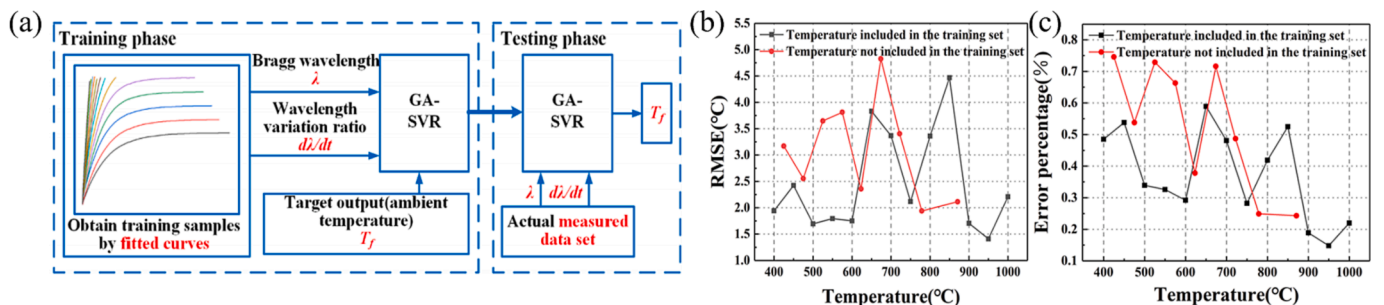 (a)
Training phase
Bragg wavelength
λ
Wavelength
variation ratio
dλ/dt
GA-
SVR
Obtain training samples
by fitted curves
Target output(ambient
temperature)
T_f
Testing phase
GA-
SVR
T_f
λ dλ/dt
Actual measured
data set
(b)
5.5
5.0
4.5
4.0
3.5
3.0
2.5
2.0
1.5
1.0
RMSE(℃)
Temperature included in the training set
Temperature not included in the training set
400 500 600 700 800 900 1000
Temperature(℃)
(c)
0.8
0.7
0.6
0.5
0.4
0.3
0.2
0.1
Error percentage(%)
Temperature included in the training set
Temperature not included in the training set
400 500 600 700 800 900 1000
Temperature(℃)